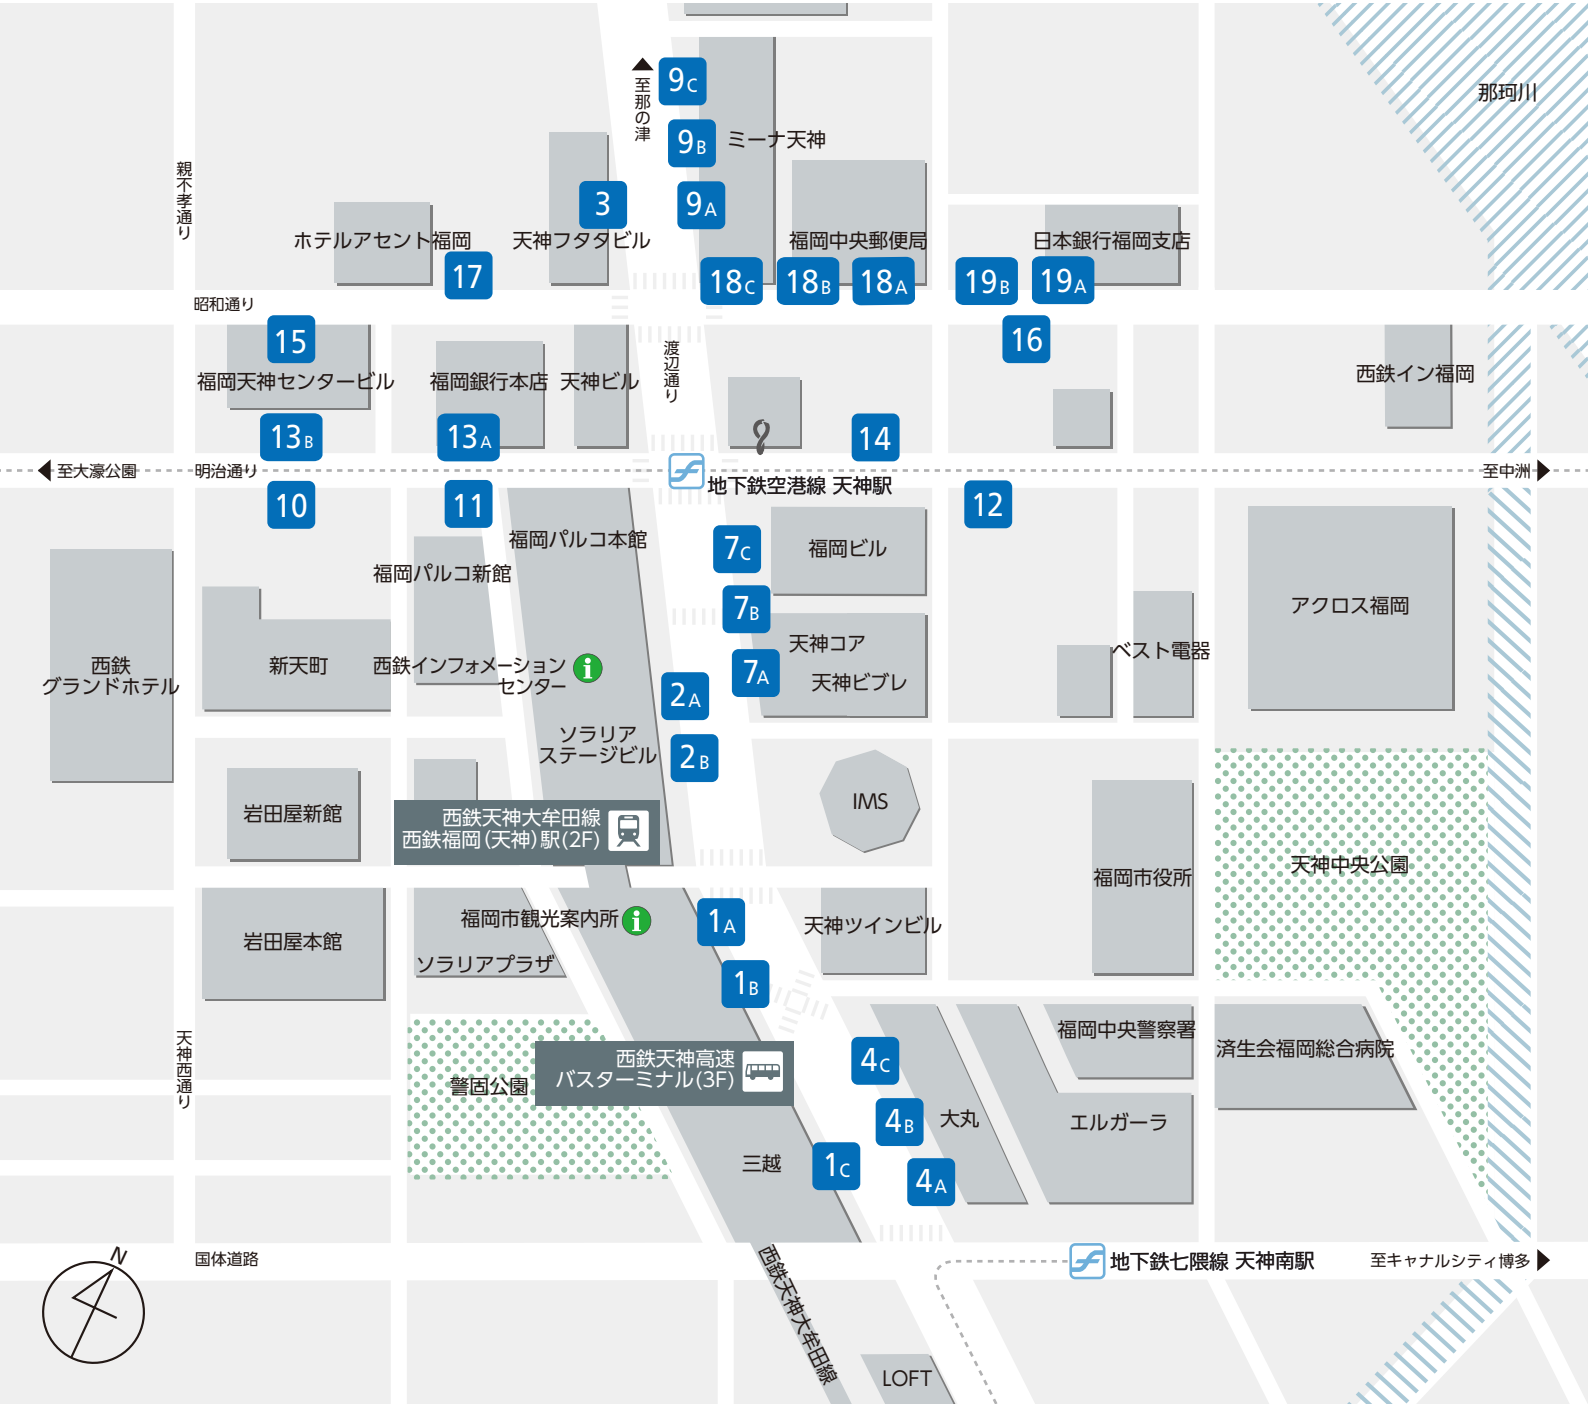 那珂川
至那の津
9C
9B
ミーナ天神
親不孝通り
3
9A
ホテルアセント福岡
天神フタタビル
福岡中央郵便局
日本銀行福岡支店
17
18C
18B
18A
19B
19A
昭和通り
15
16
渡辺通り
福岡天神センタービル
福岡銀行本店
天神ビル
西鉄イン福岡
13B
13A
14
至大濠公園
明治通り
地下鉄空港線 天神駅
至中洲
10
11
12
福岡パルコ本館
7C
福岡ビル
福岡パルコ新館
7B
アクロス福岡
天神コア
ベスト電器
西鉄
グランドホテル
新天町
西鉄インフォメーション
センター
i
7A
天神ビブレ
2A
ソラリア
ステージビル
2B
岩田屋新館
IMS
西鉄天神大牟田線
西鉄福岡(天神)駅(2F)
天神中央公園
福岡市役所
福岡市観光案内所
i
1A
天神ツインビル
岩田屋本館
ソラリアプラザ
1B
天神西通り
福岡中央警察署
済生会福岡総合病院
西鉄天神高速
バスターミナル(3F)
4C
警固公園
4B
大丸
エルガーラ
三越
1C
4A
N
国体道路
地下鉄七隈線 天神南駅
至キャナルシティ博多
西鉄天神大牟田線
LOFT